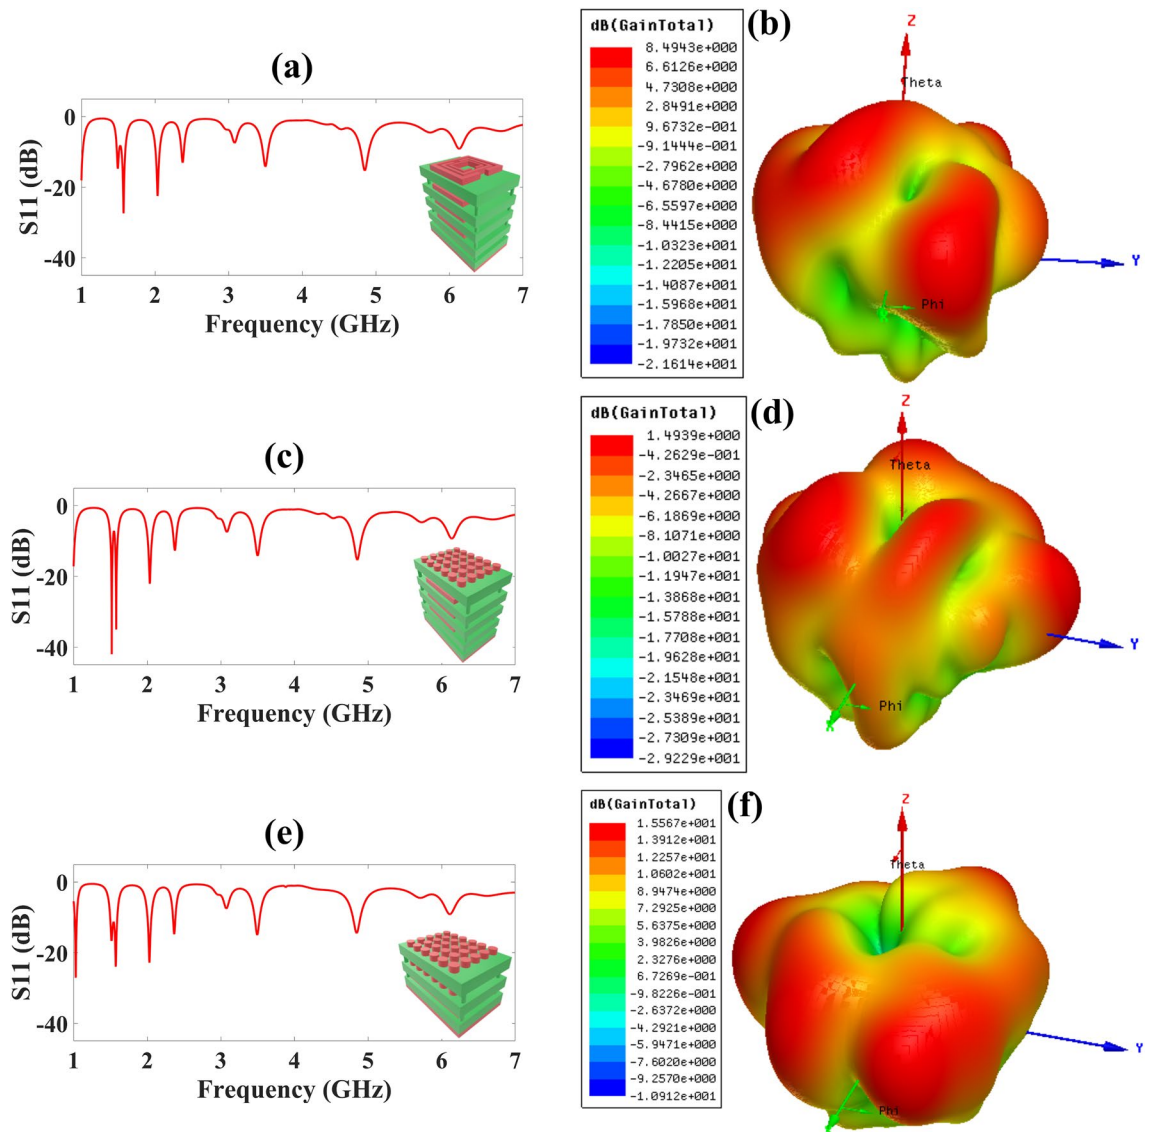 (a)
S11 (dB)
0
-20
-40
1 2 3 4 5 6 7
Frequency (GHz)
(b)
dB(GainTotal)
8.4943e+000
6.6126e+000
4.7308e+000
2.8491e+000
9.6732e-001
-9.1444e-001
-2.7962e+000
-4.6780e+000
-6.5597e+000
-8.4415e+000
-1.0323e+001
-1.2205e+001
-1.4087e+001
-1.5968e+001
-1.7850e+001
-1.9732e+001
-2.1614e+001
Z
Theta
Y
Phi
(c)
S11 (dB)
0
-20
-40
1 2 3 4 5 6 7
Frequency (GHz)
(d)
dB(GainTotal)
1.4939e+000
-4.2629e-001
-2.3465e+000
-4.2667e+000
-6.1869e+000
-8.1071e+000
-1.0027e+001
-1.1947e+001
-1.3868e+001
-1.5788e+001
-1.7708e+001
-1.9628e+001
-2.1548e+001
-2.3469e+001
-2.5389e+001
-2.7309e+001
-2.9229e+001
Z
Theta
Y
Phi
(e)
S11 (dB)
0
-20
-40
1 2 3 4 5 6 7
Frequency (GHz)
(f)
dB(GainTotal)
1.5567e+001
1.3912e+001
1.2257e+001
1.0602e+001
8.9474e+000
7.2925e+000
5.6375e+000
3.9826e+000
2.3276e+000
6.7269e-001
-9.8226e-001
-2.6372e+000
-4.2921e+000
-5.9471e+000
-7.6020e+000
-9.2570e+000
-1.0912e+001
Z
Theta
Y
Phi